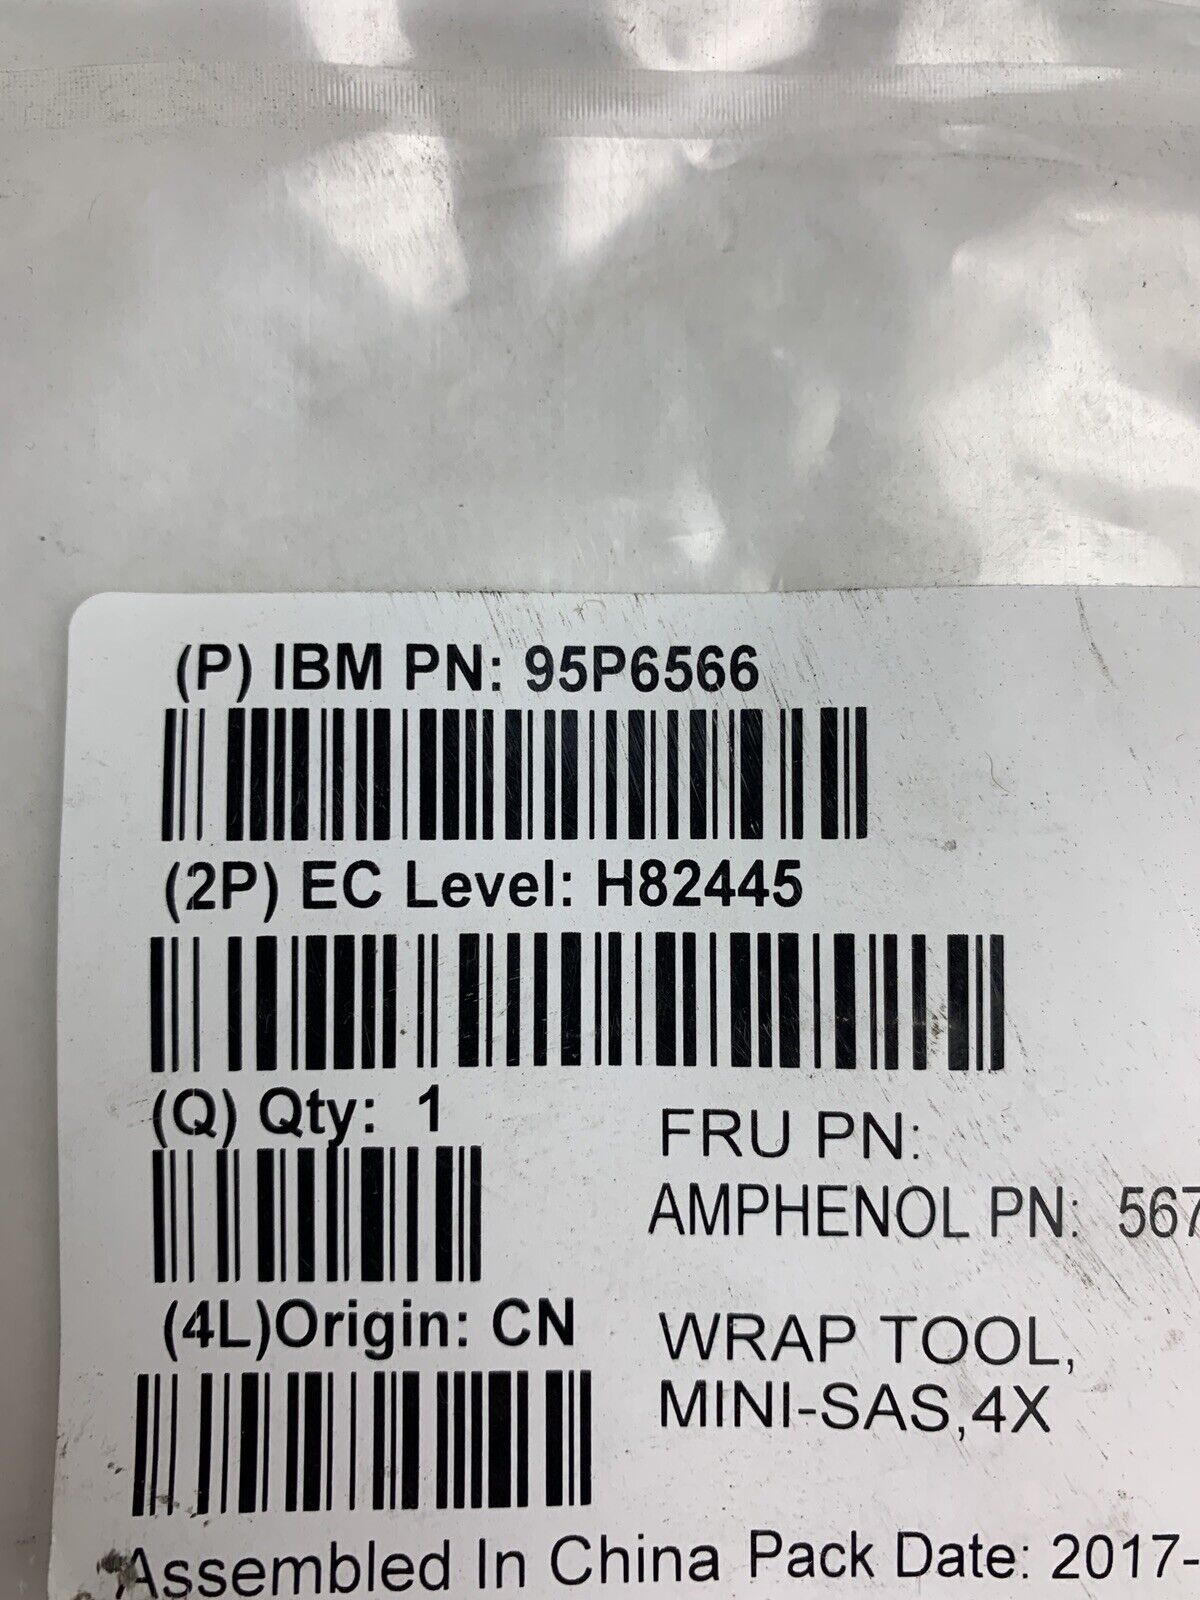 (P) IBM PN: 95P6566
(2P) EC Level: H82445
(Q) Qty: 1
FRU PN:
AMPHENOL PN: 567
(4L)Origin: CN
WRAP TOOL,
MINI-SAS,4X
Assembled In China Pack Date: 2017-